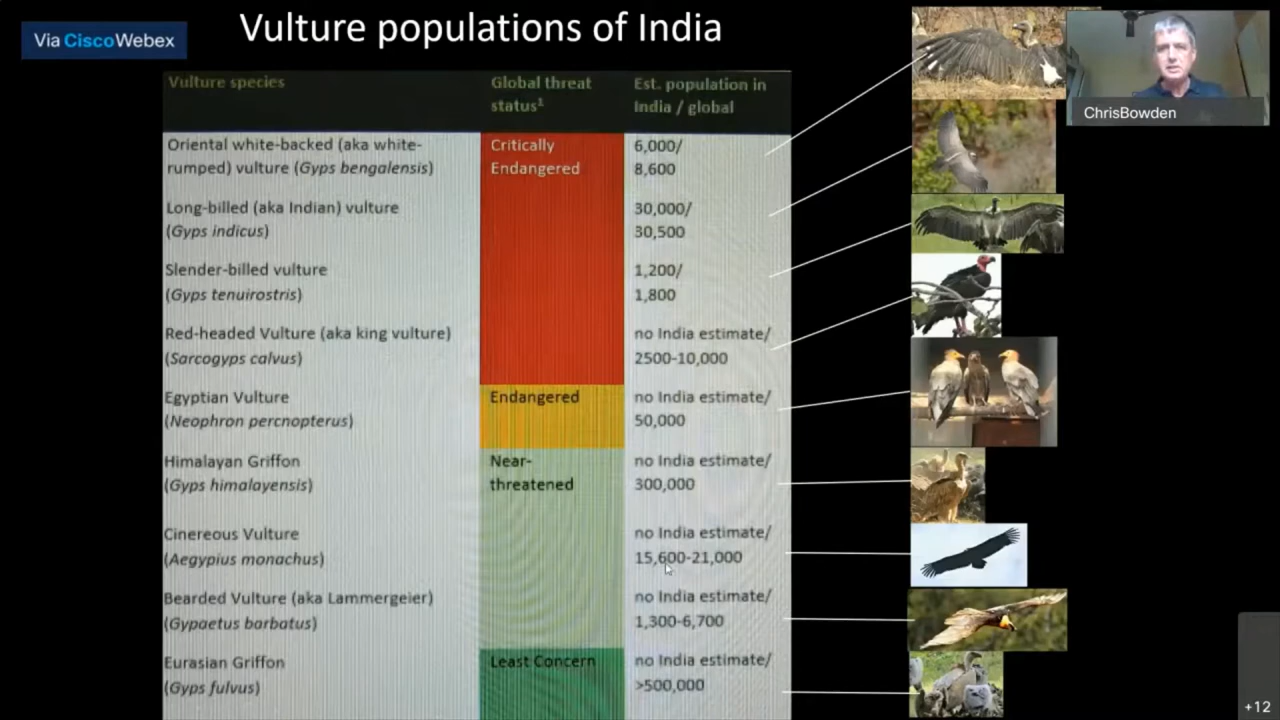 Via Cisco Webex
Vulture populations of India
ChrisBowden
Vulture species
Global threat
status¹
Est. population in
India / global
Oriental white-backed (aka white-
rumped) vulture (Gyps bengalensis)
Critically
Endangered
6,000/
8,600
Long-billed (aka Indian) vulture
(Gyps indicus)
30,000/
30,500
Slender-billed vulture
(Gyps tenuirostris)
1,200/
1,800
Red-headed Vulture (aka king vulture)
(Sarcogyps calvus)
no India estimate/
2500-10,000
Egyptian Vulture
(Neophron percnopterus)
Endangered
no India estimate/
50,000
Himalayan Griffon
(Gyps himalayensis)
Near-
threatened
no India estimate/
300,000
Cinereous Vulture
(Aegypius monachus)
no India estimate/
15,600-21,000
Bearded Vulture (aka Lammergeier)
(Gypaetus barbatus)
no India estimate/
1,300-6,700
Eurasian Griffon
(Gyps fulvus)
Least Concern
no India estimate/
>500,000
+12